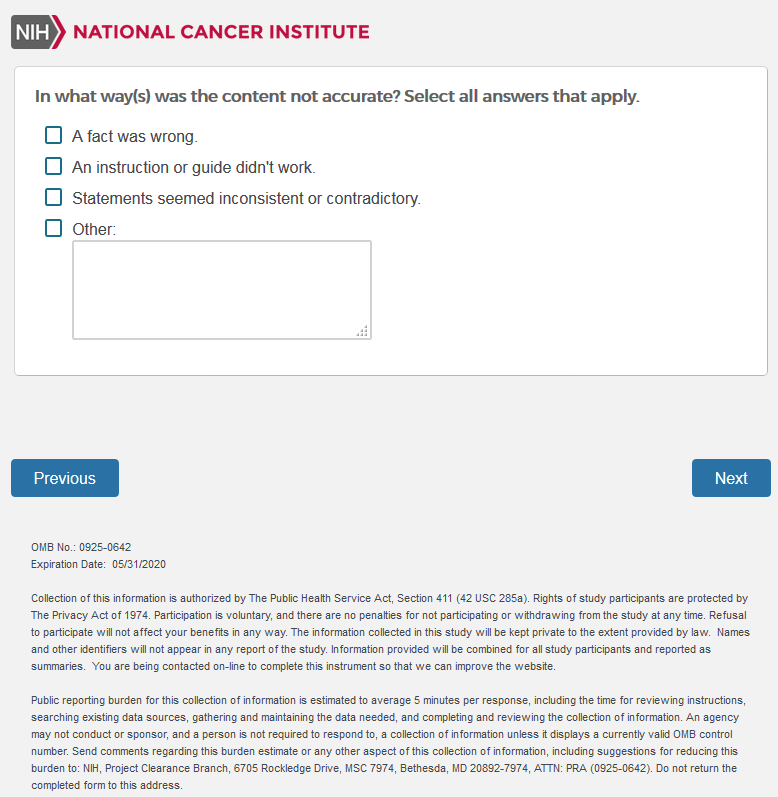 NIH NATIONAL CANCER INSTITUTE
In what way(s) was the content not accurate? Select all answers that apply.
A fact was wrong.
An instruction or guide didn't work.
Statements seemed inconsistent or contradictory.
Other:
Previous
Next
OMB No.: 0925-0642
Expiration Date:  05/31/2020
Collection of this information is authorized by The Public Health Service Act, Section 411 (42 USC 285a). Rights of study participants are protected by
The Privacy Act of 1974. Participation is voluntary, and there are no penalties for not participating or withdrawing from the study at any time. Refusal
to participate will not affect your benefits in any way. The information collected in this study will be kept private to the extent provided by law.  Names
and other identifiers will not appear in any report of the study. Information provided will be combined for all study participants and reported as
summaries.  You are being contacted on-line to complete this instrument so that we can improve the website.
Public reporting burden for this collection of information is estimated to average 5 minutes per response, including the time for reviewing instructions,
searching existing data sources, gathering and maintaining the data needed, and completing and reviewing the collection of information. An agency
may not conduct or sponsor, and a person is not required to respond to, a collection of information unless it displays a currently valid OMB control
number. Send comments regarding this burden estimate or any other aspect of this collection of information, including suggestions for reducing this
burden to: NIH, Project Clearance Branch, 6705 Rockledge Drive, MSC 7974, Bethesda, MD 20892-7974, ATTN: PRA (0925-0642). Do not return the
completed form to this address.